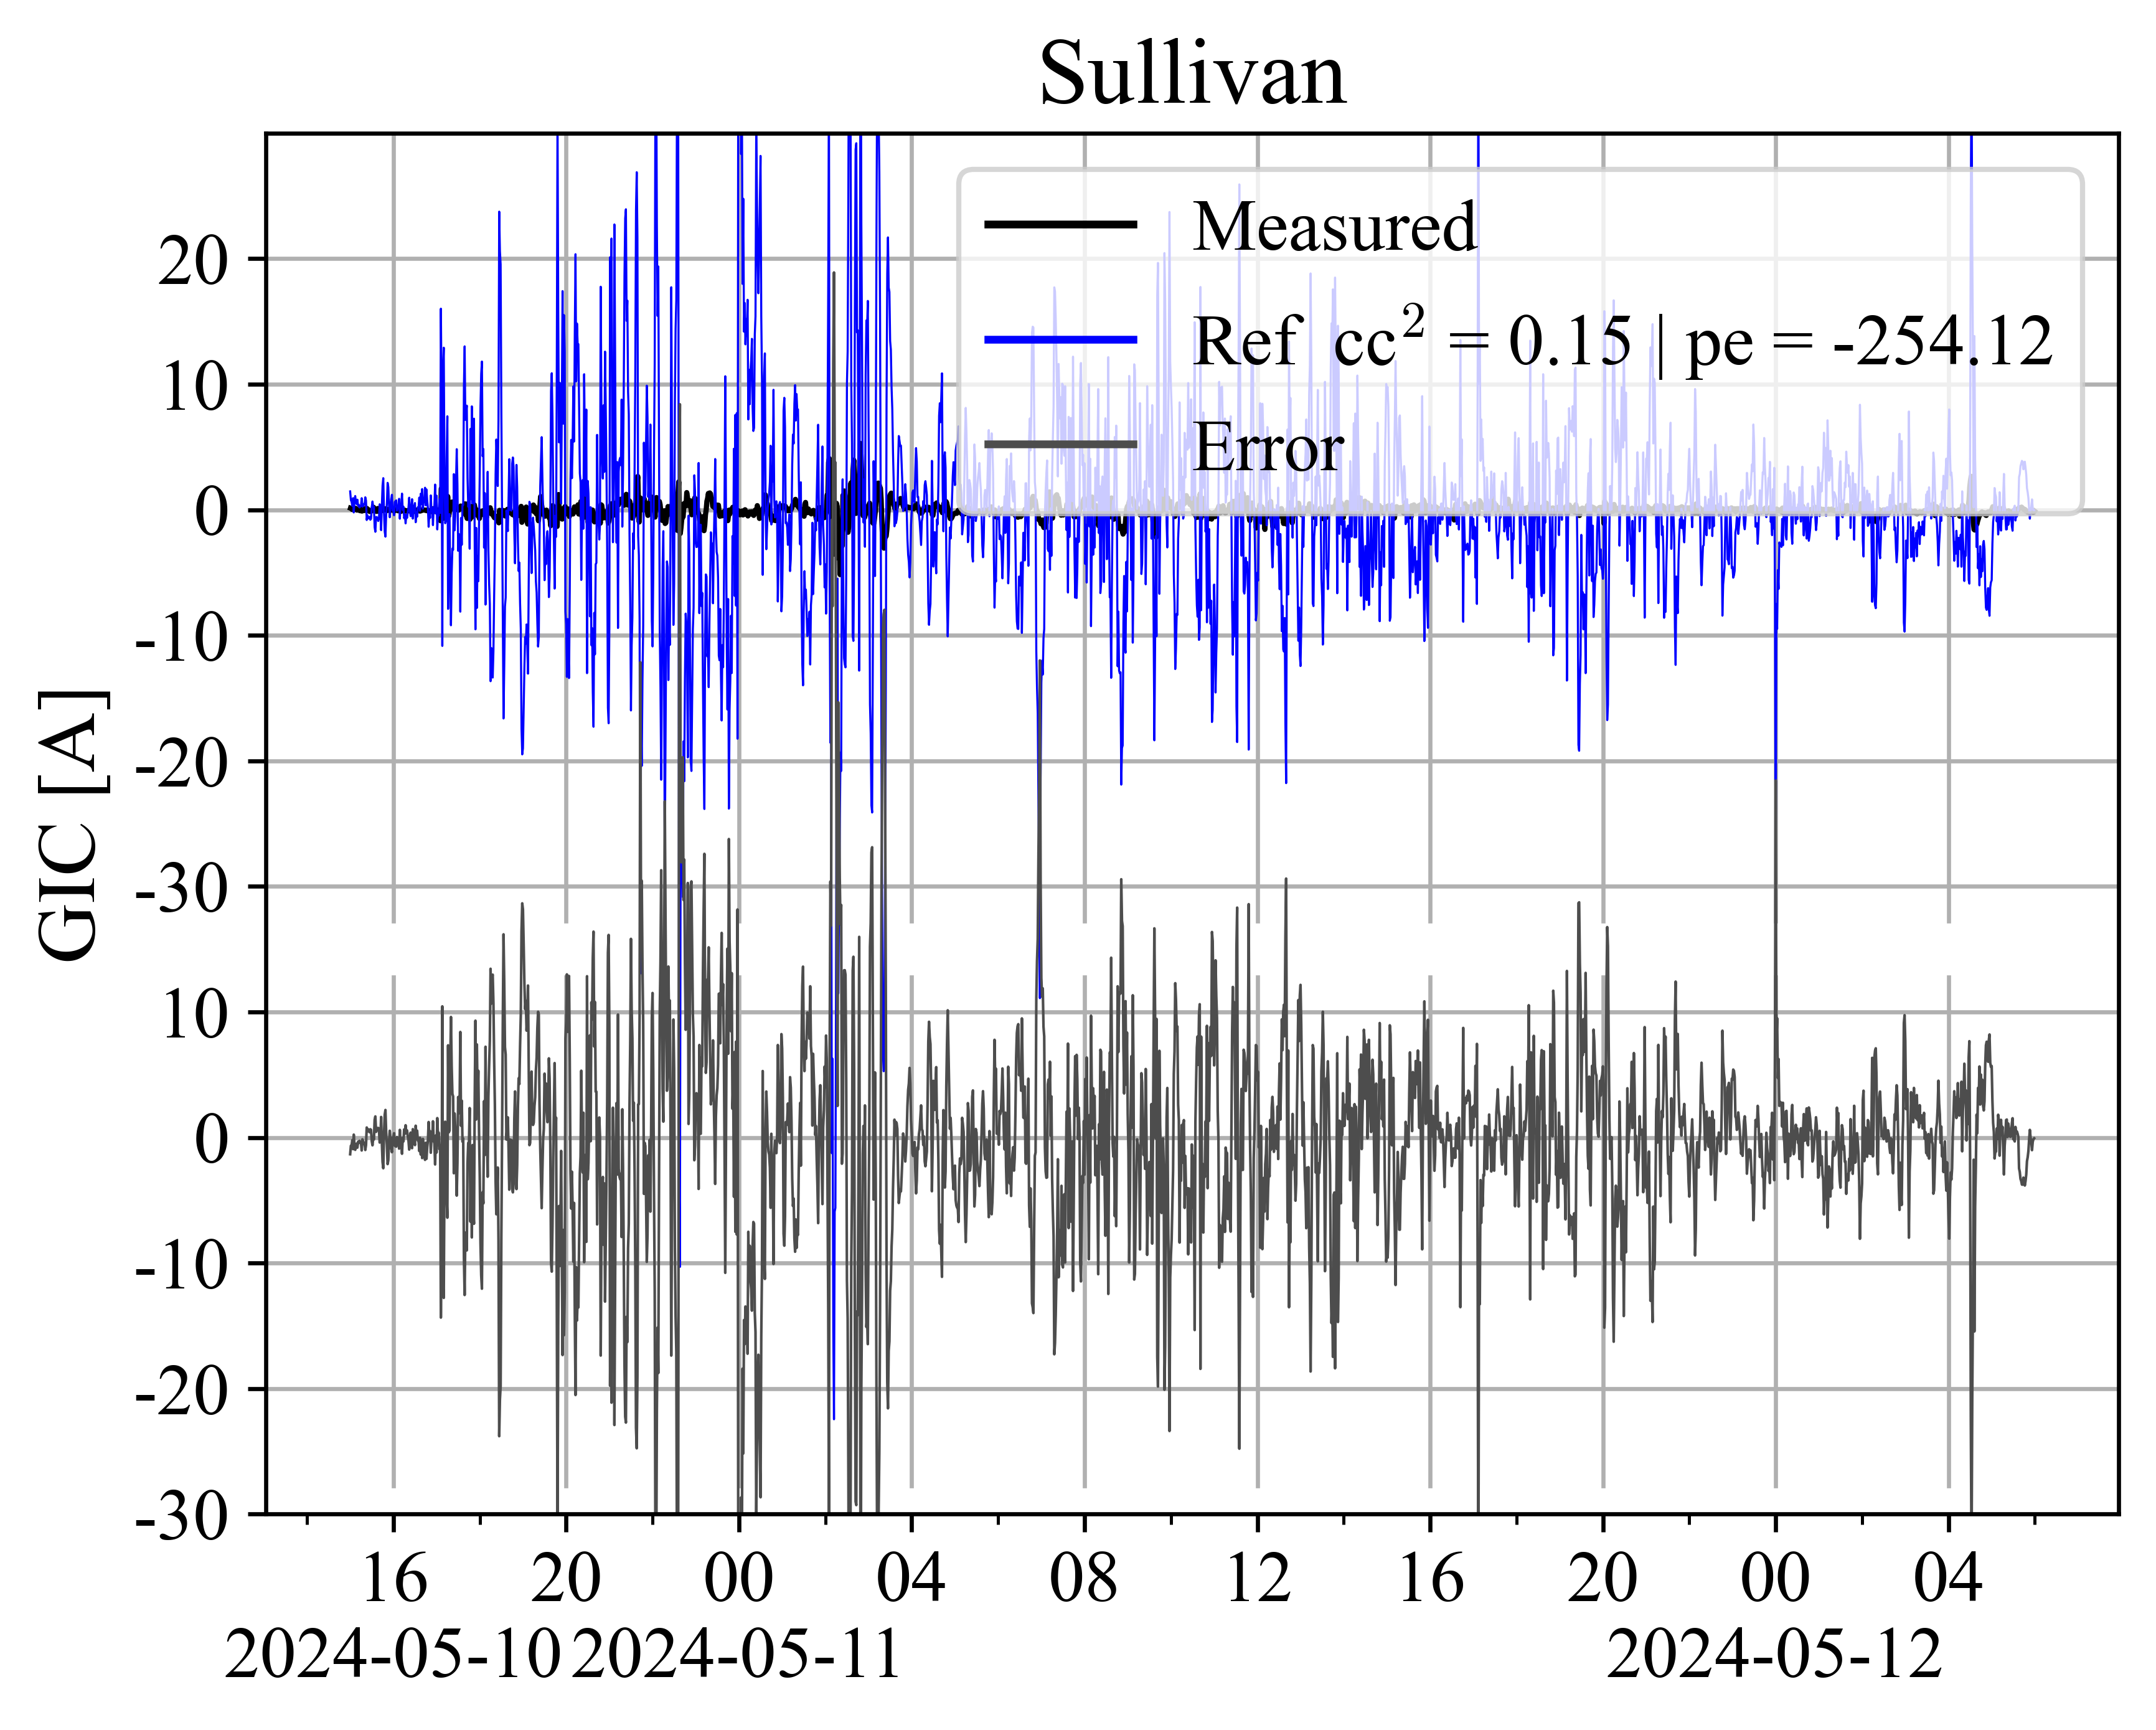 Sullivan
Measured
Ref cc² = 0.15 | pe = -254.12
Error
GIC [A]
20
10
0
-10
-20
-30
10
0
-10
-20
-30
16 20 00 04 08 12 16 20 00 04
2024-05-10 2024-05-11 2024-05-12